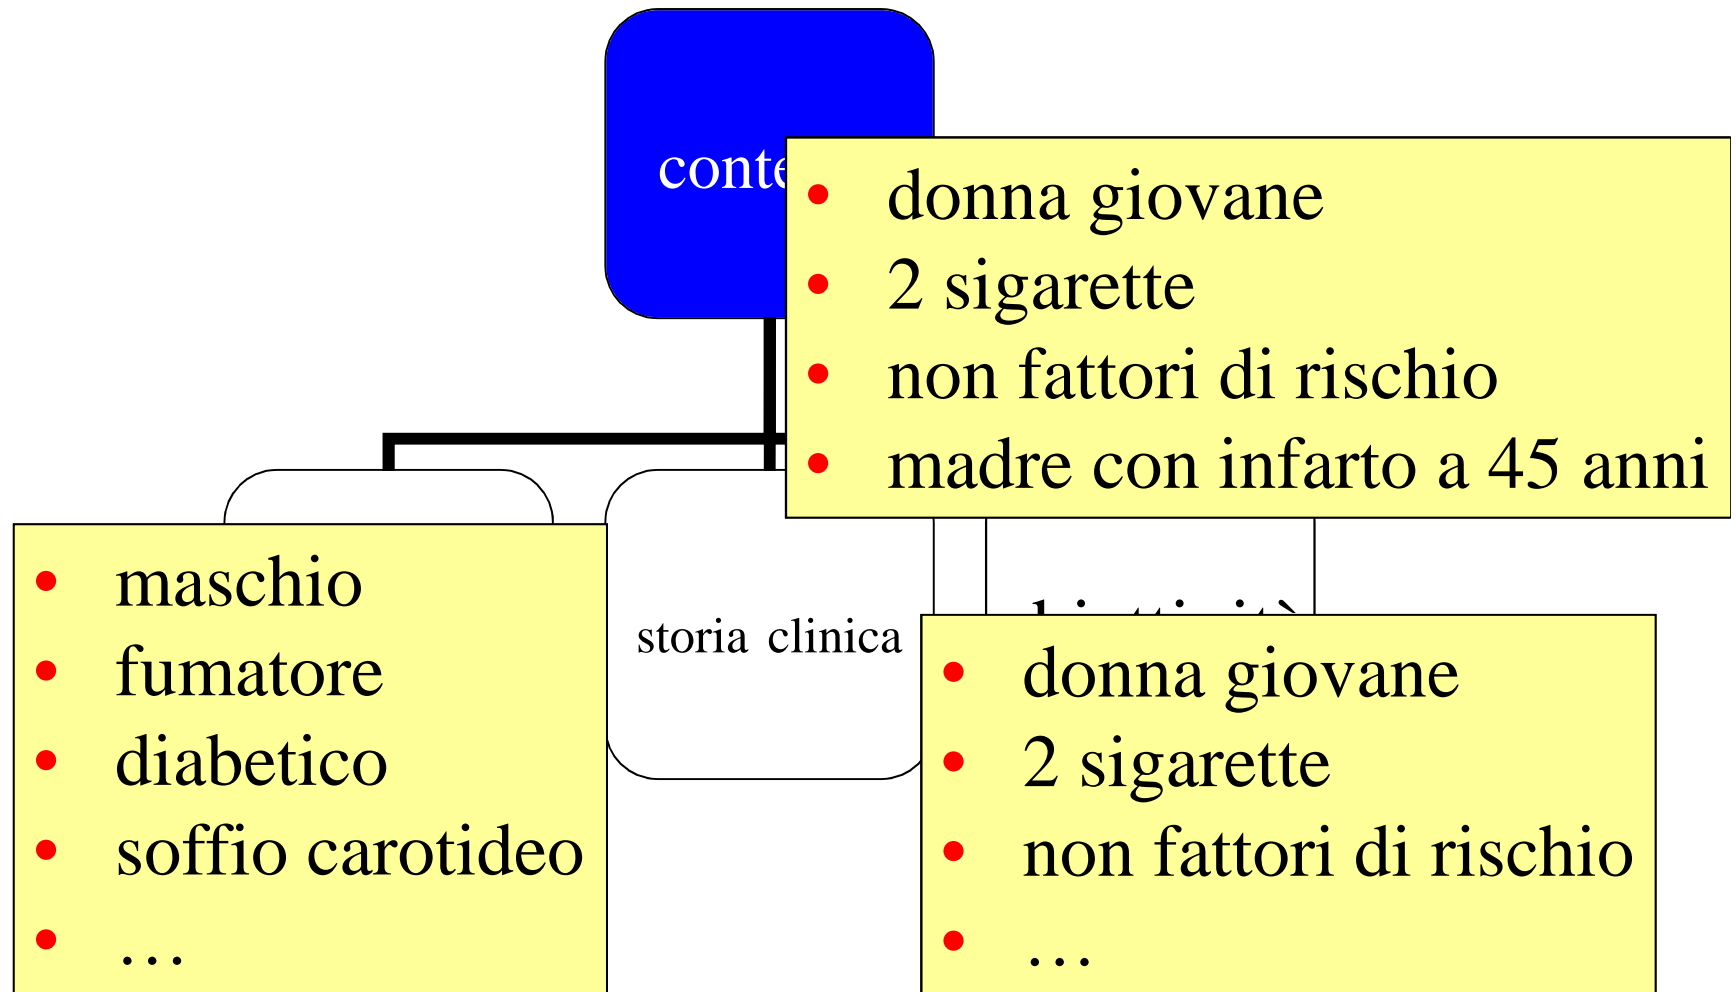 • donna giovane
• 2 sigarette
• non fattori di rischio
• madre con infarto a 45 anni
• maschio
• fumatore
• diabetico
• soffio carotideo
• …
storia clinica
• donna giovane
• 2 sigarette
• non fattori di rischio
• …